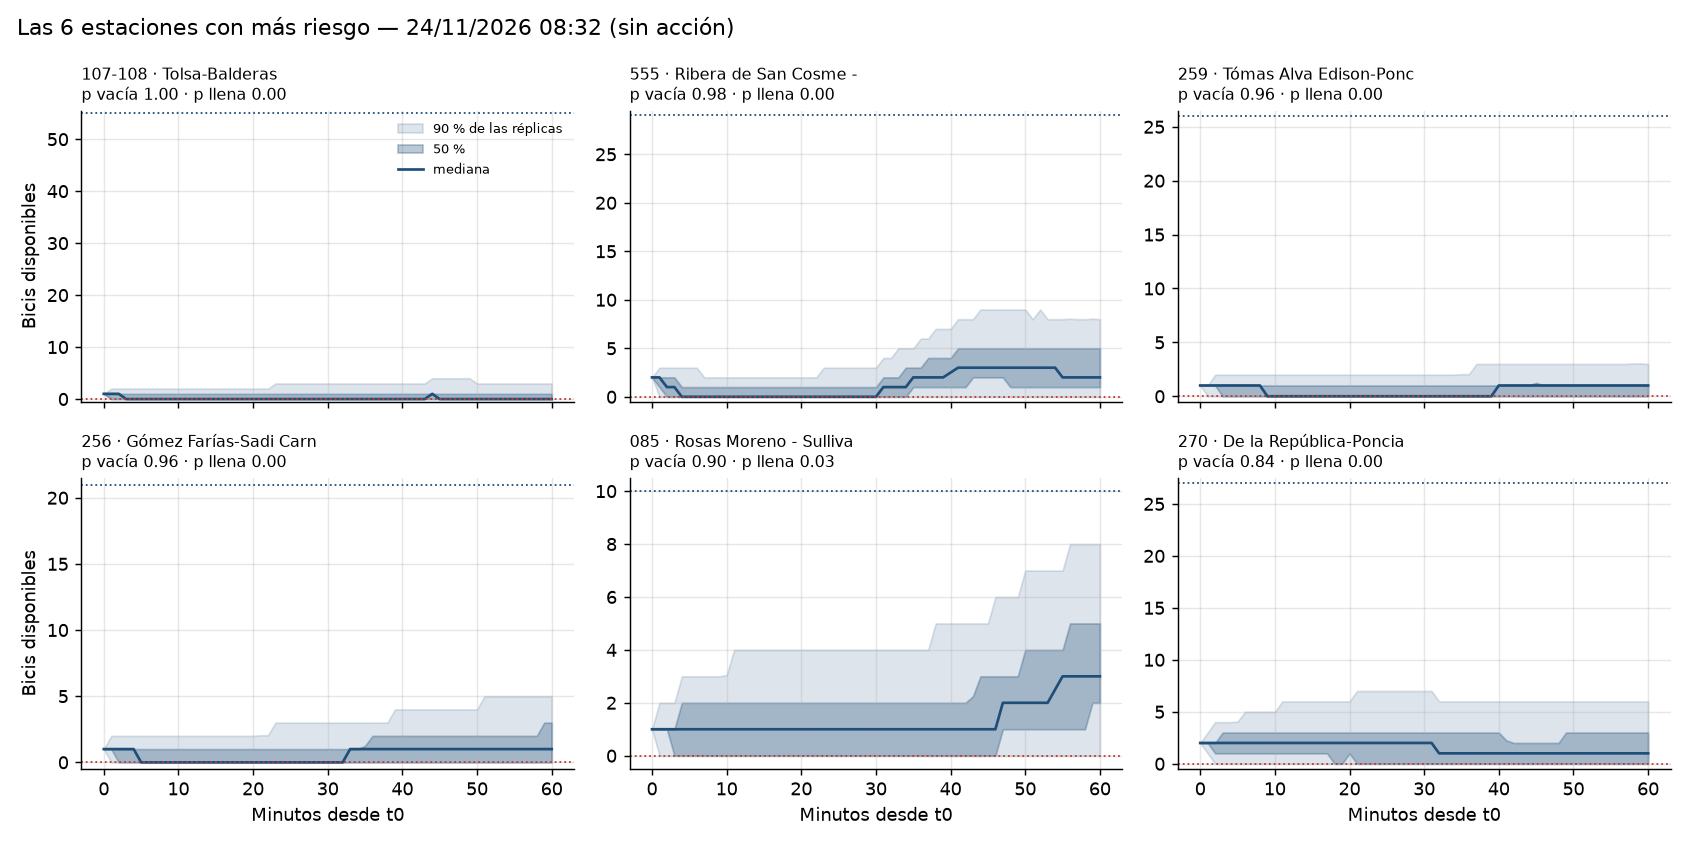 Las 6 estaciones con más riesgo — 24/11/2026 08:32 (sin acción)
107-108 · Tolsa-Balderas
p vacía 1.00 · p llena 0.00
90 % de las réplicas
50 %
mediana
50
40
30
20
10
0
Bicis disponibles
555 · Ribera de San Cosme -
p vacía 0.98 · p llena 0.00
25
20
15
10
5
0
259 · Tómas Alva Edison-Ponc
p vacía 0.96 · p llena 0.00
25
20
15
10
5
0
256 · Gómez Farías-Sadi Carn
p vacía 0.96 · p llena 0.00
20
15
10
5
0
Bicis disponibles
0 10 20 30 40 50 60
Minutos desde t0
085 · Rosas Moreno - Sulliva
p vacía 0.90 · p llena 0.03
10
8
6
4
2
0
0 10 20 30 40 50 60
Minutos desde t0
270 · De la República-Poncia
p vacía 0.84 · p llena 0.00
25
20
15
10
5
0
0 10 20 30 40 50 60
Minutos desde t0